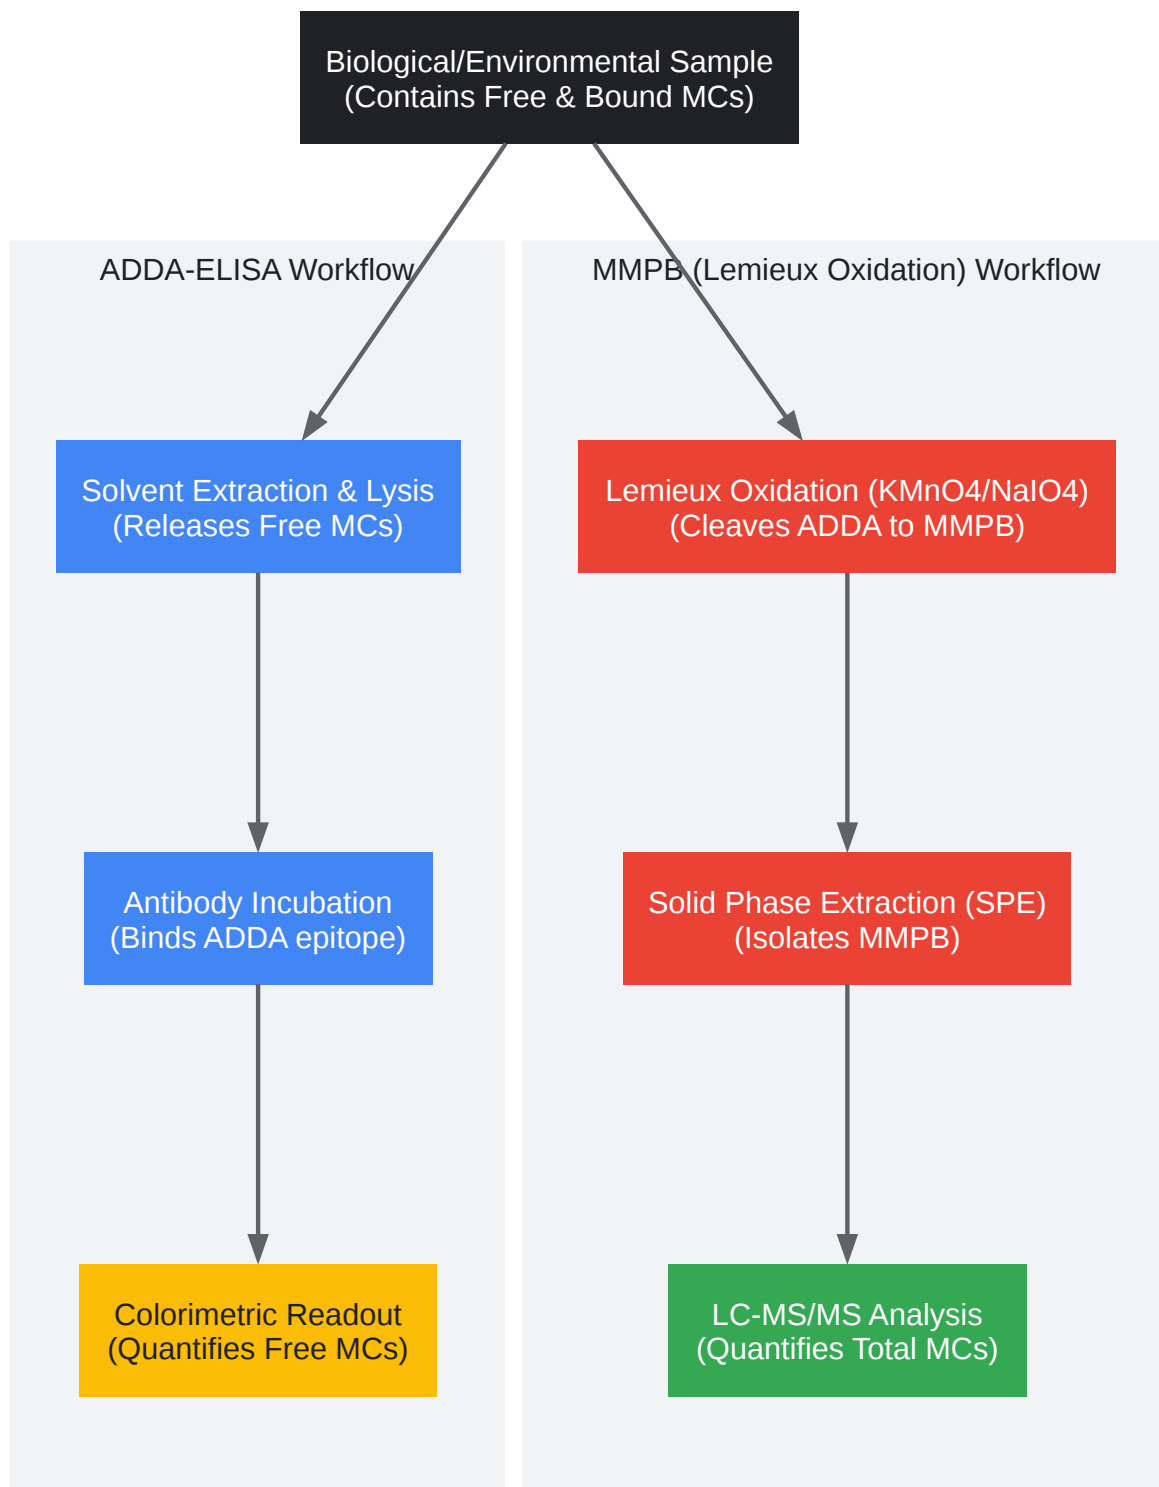 Biological/Environmental Sample
(Contains Free & Bound MCs)
ADDA-ELISA Workflow
Solvent Extraction & Lysis
(Releases Free MCs)
Antibody Incubation
(Binds ADDA epitope)
Colorimetric Readout
(Quantifies Free MCs)
MMPB (Lemieux Oxidation) Workflow
Lemieux Oxidation (KMnO4/NaIO4)
(Cleaves ADDA to MMPB)
Solid Phase Extraction (SPE)
(Isolates MMPB)
LC-MS/MS Analysis
(Quantifies Total MCs)